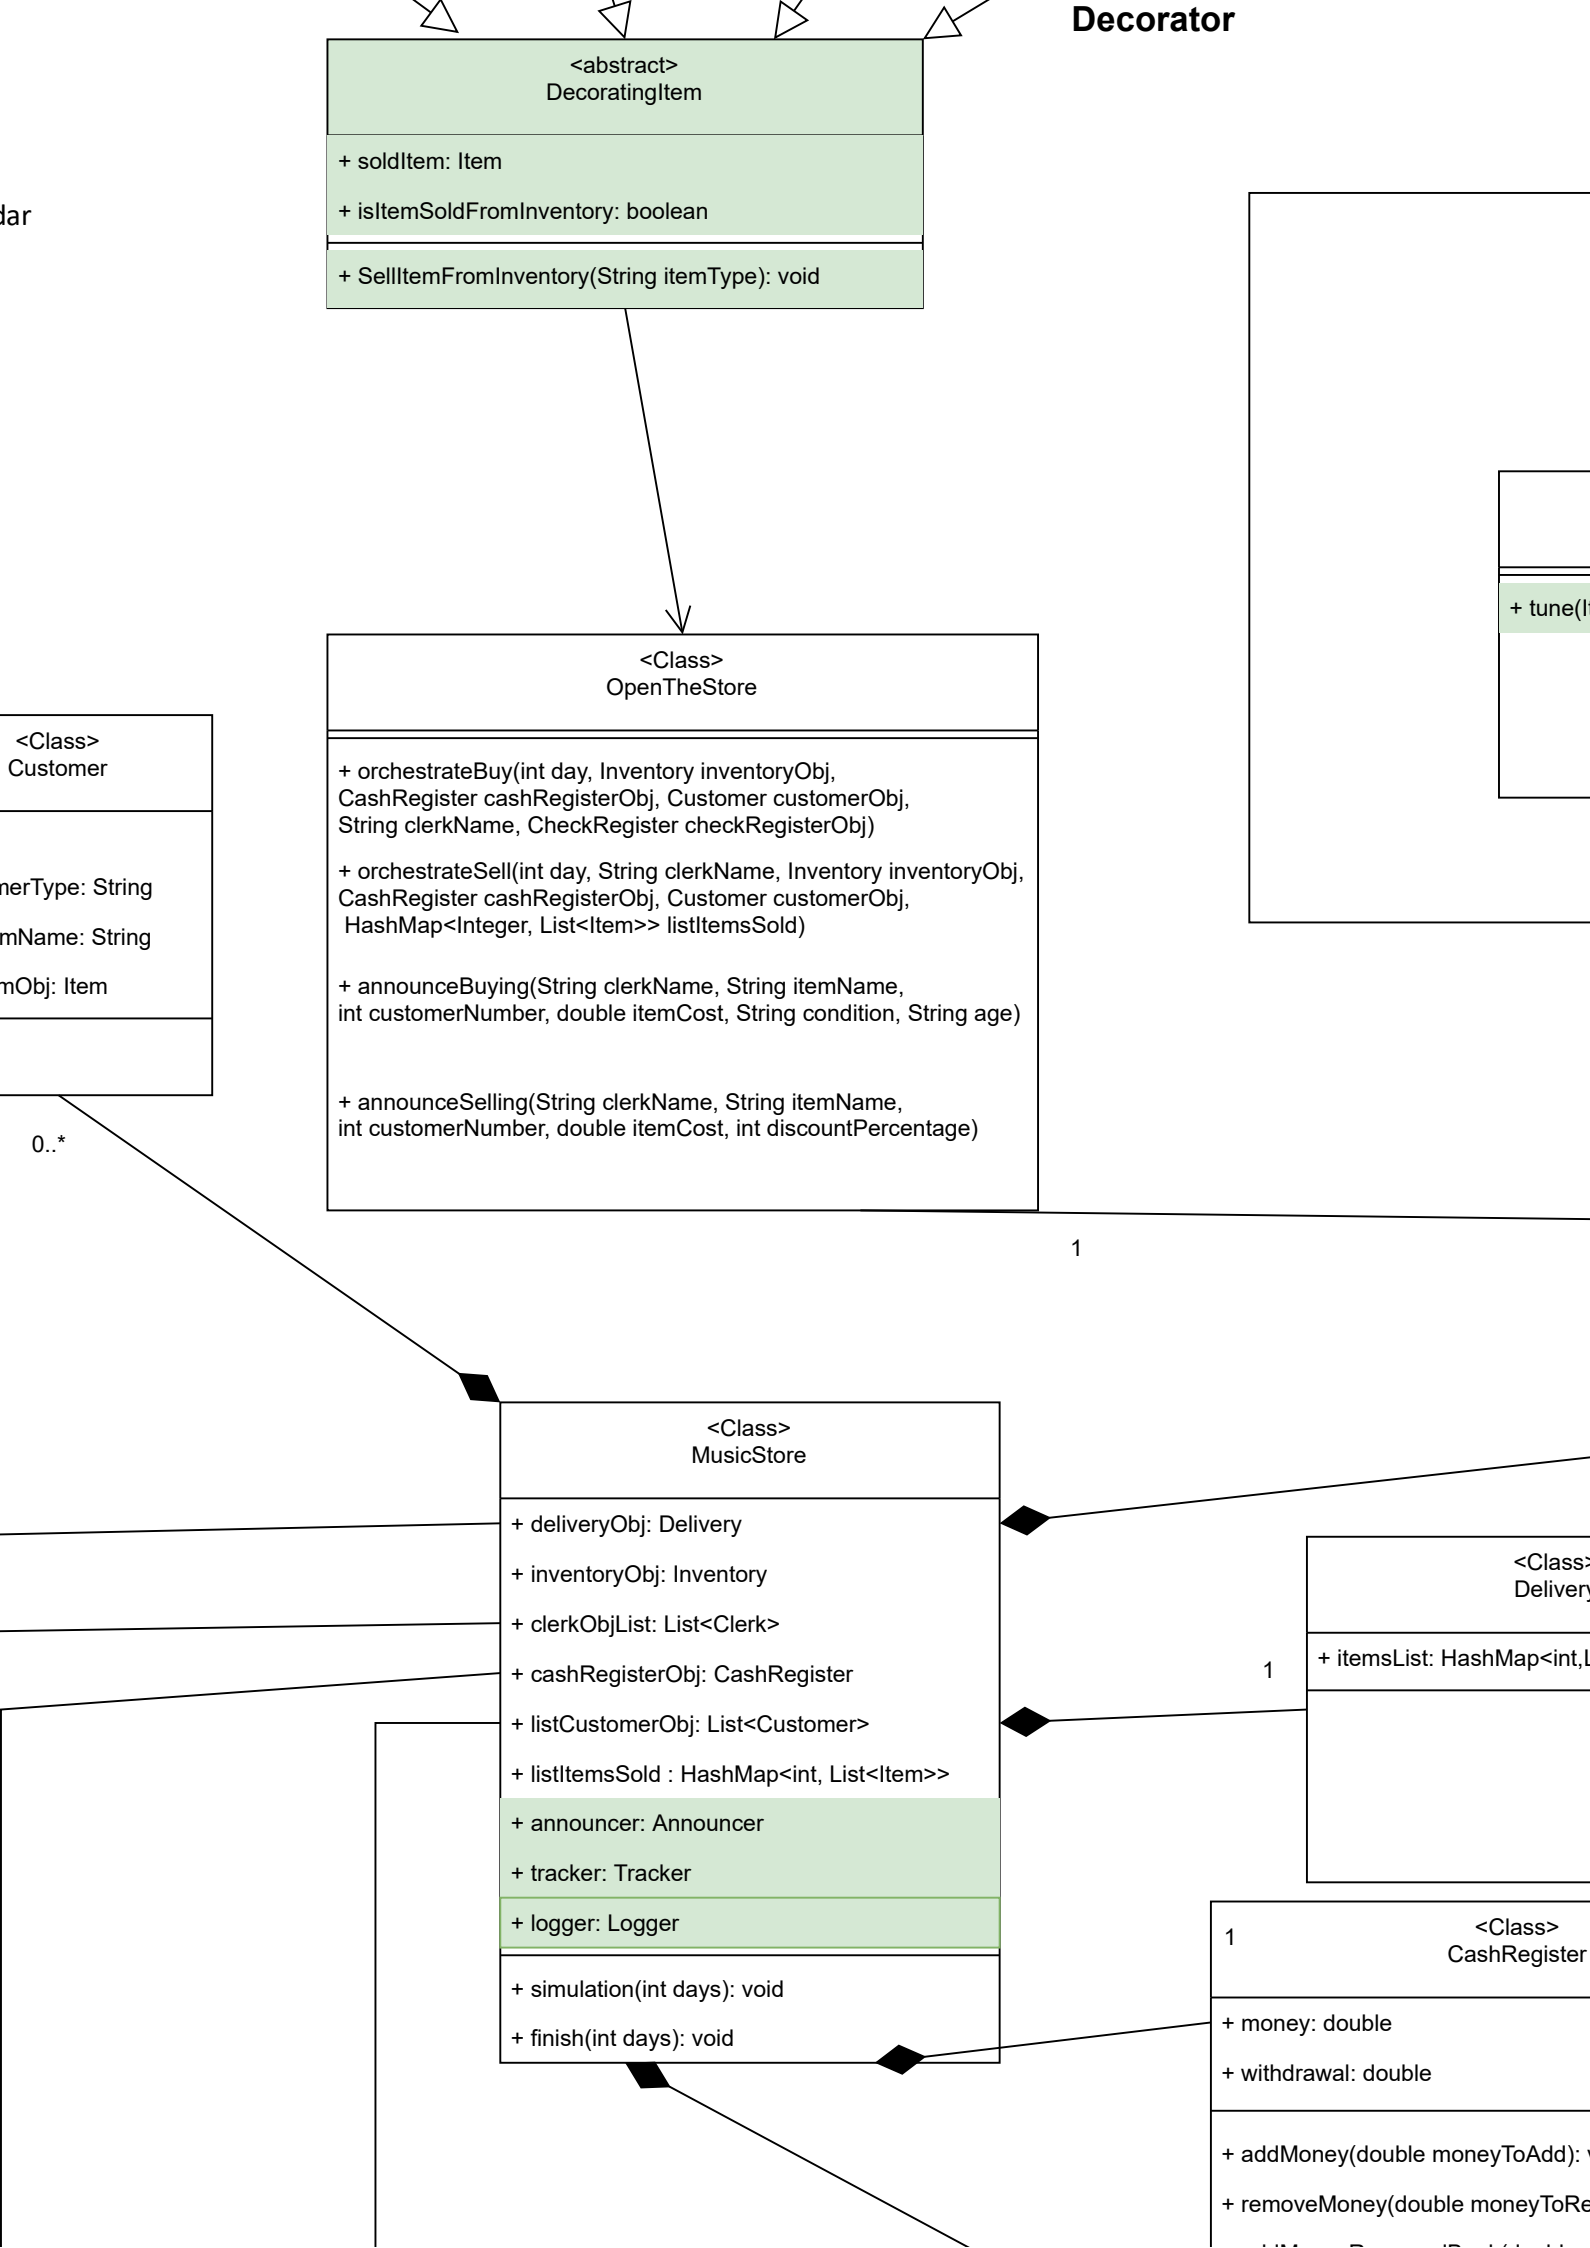 Decorator
<abstract>
DecoratingItem
+ soldItem: Item
+ isItemSoldFromInventory: boolean
+ SellItemFromInventory(String itemType): void
dar
+ tune(It
<Class>
OpenTheStore
+ orchestrateBuy(int day, Inventory inventoryObj,
CashRegister cashRegisterObj, Customer customerObj,
String clerkName, CheckRegister checkRegisterObj)
+ orchestrateSell(int day, String clerkName, Inventory inventoryObj,
CashRegister cashRegisterObj, Customer customerObj,
HashMap<Integer, List<Item>> listItemsSold)
+ announceBuying(String clerkName, String itemName,
int customerNumber, double itemCost, String condition, String age)
+ announceSelling(String clerkName, String itemName,
int customerNumber, double itemCost, int discountPercentage)
<Class>
Customer
merType: String
mName: String
mObj: Item
0..*
1
<Class>
MusicStore
+ deliveryObj: Delivery
+ inventoryObj: Inventory
+ clerkObjList: List<Clerk>
+ cashRegisterObj: CashRegister
+ listCustomerObj: List<Customer>
+ listItemsSold : HashMap<int, List<Item>>
+ announcer: Announcer
+ tracker: Tracker
+ logger: Logger
+ simulation(int days): void
+ finish(int days): void
<Class>
Delivery
+ itemsList: HashMap<int,L
1
1
<Class>
CashRegister
+ money: double
+ withdrawal: double
+ addMoney(double moneyToAdd): v
+ removeMoney(double moneyToRe